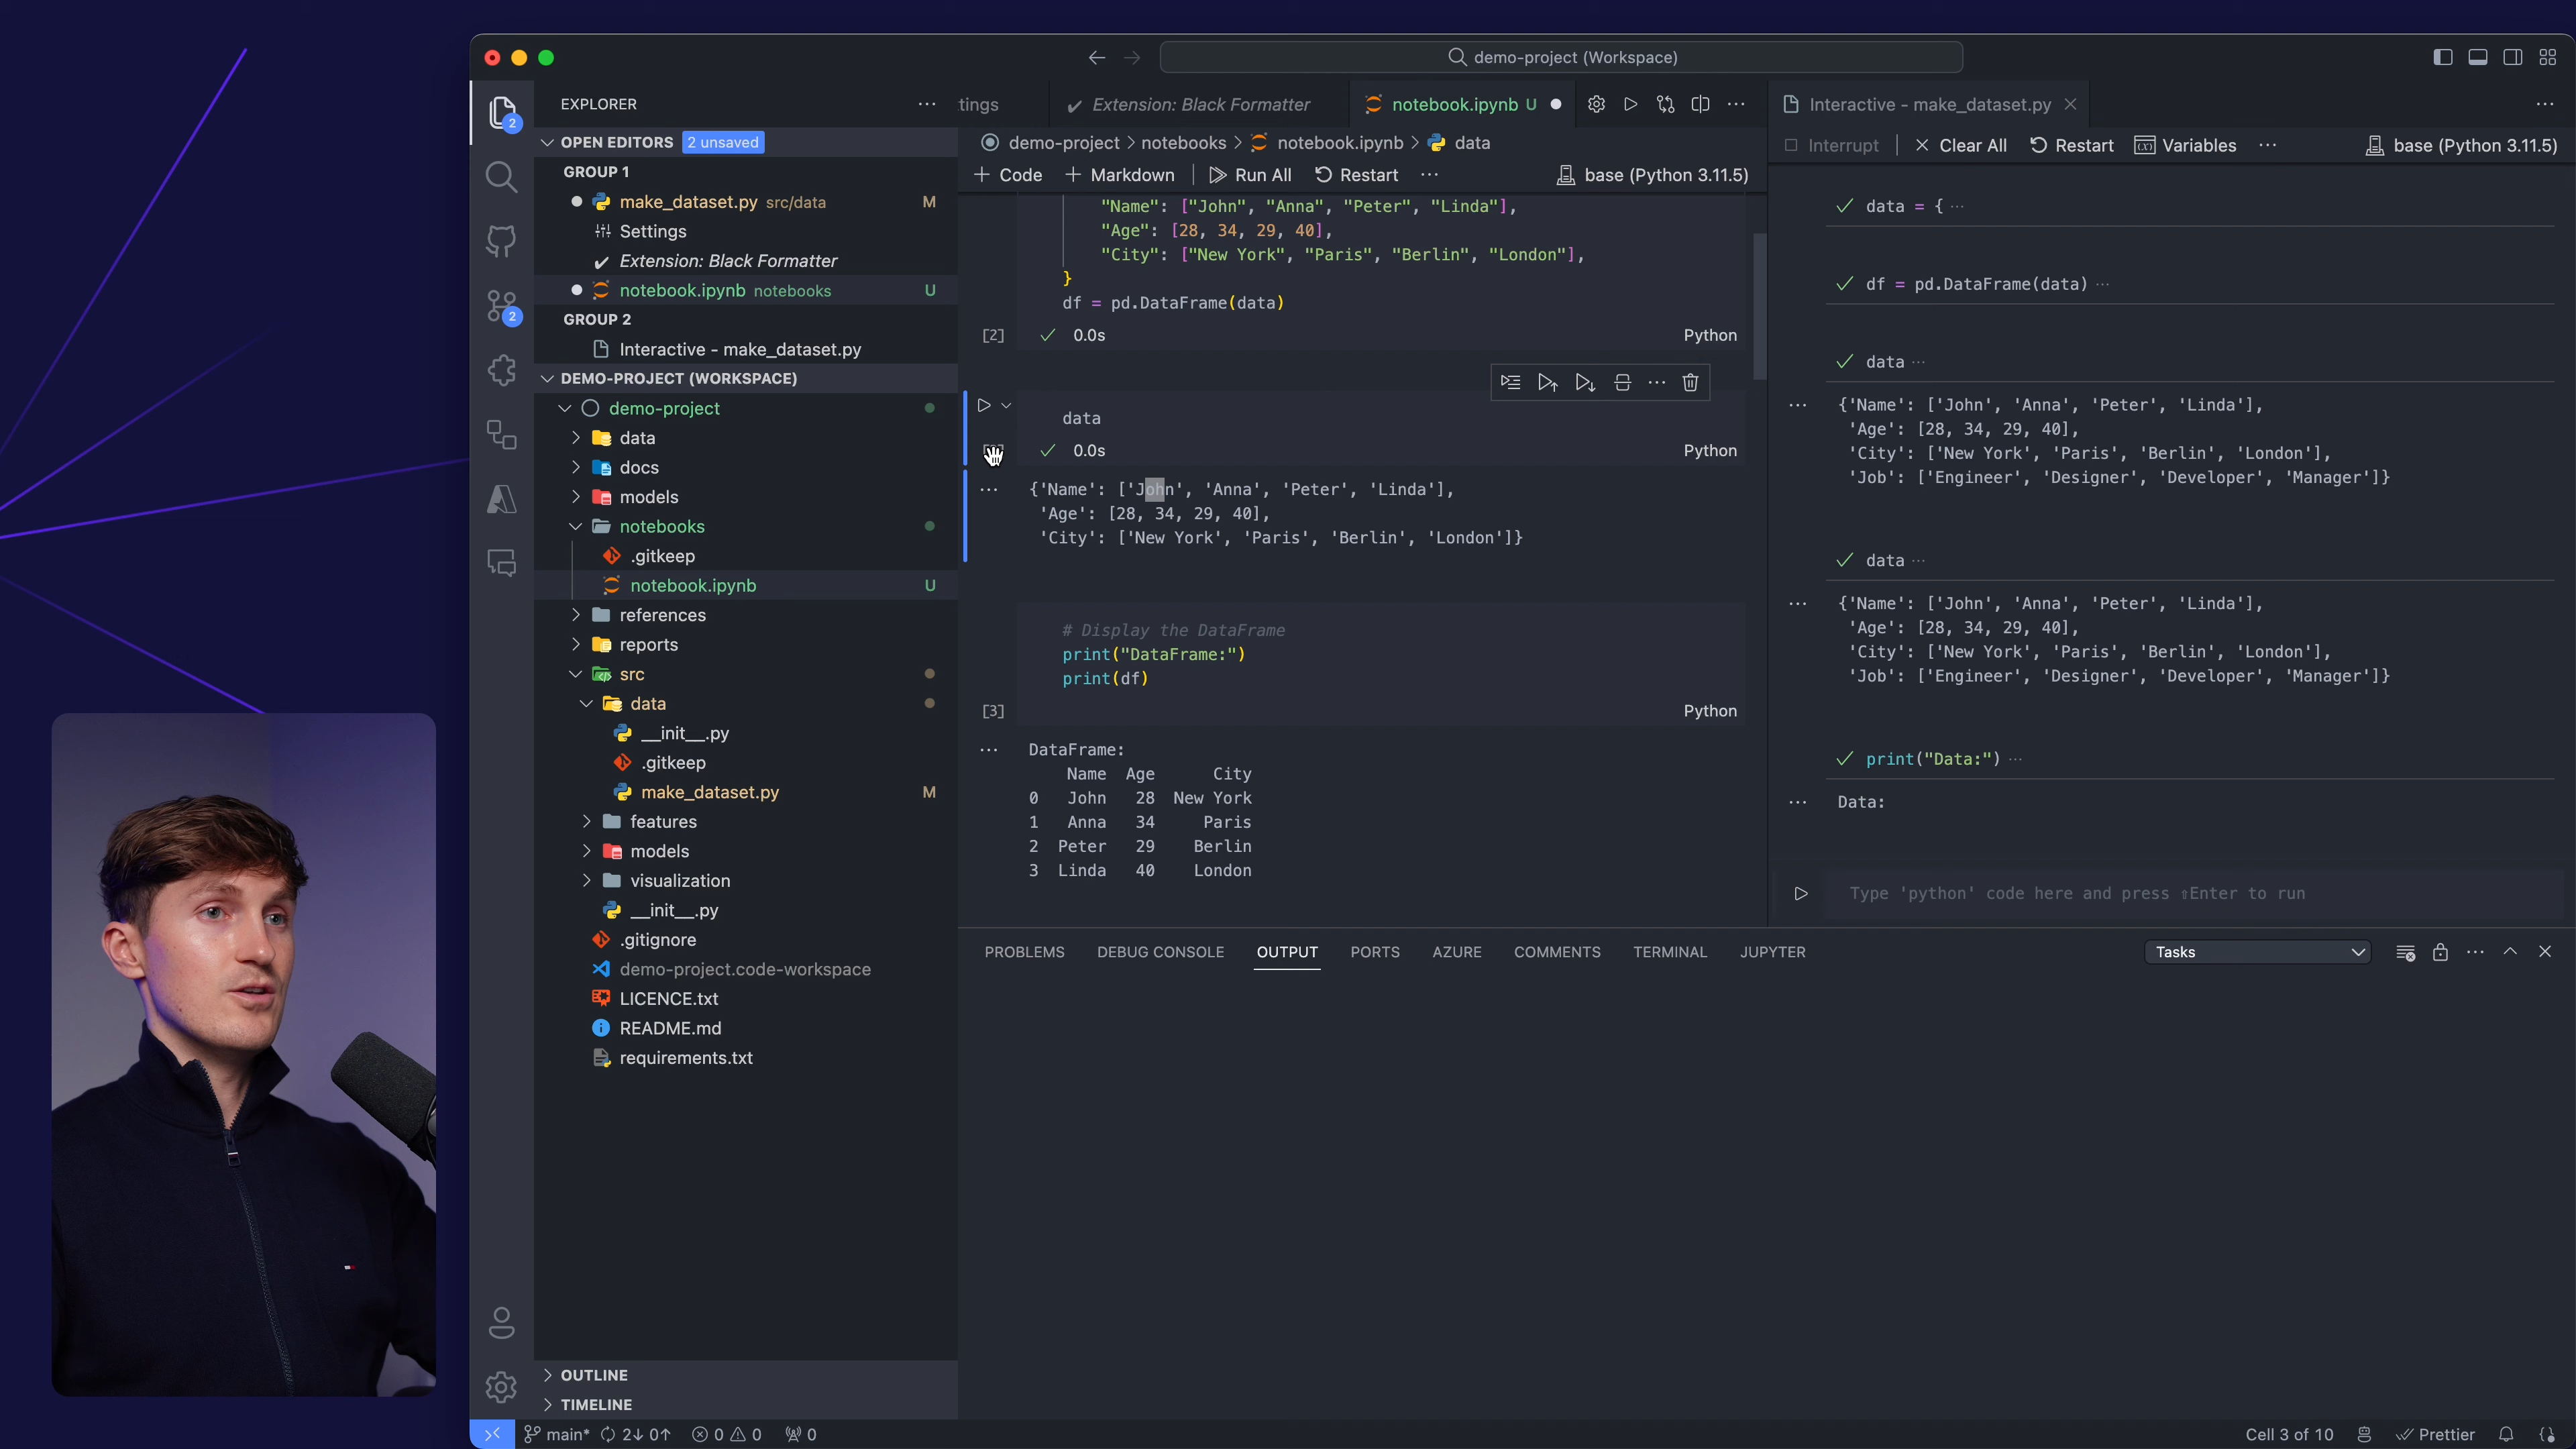 demo-project (Workspace)
EXPLORER
OPEN EDITORS 2 unsaved
GROUP 1
make_dataset.py src/data M
Settings
Extension: Black Formatter
notebook.ipynb notebooks U
GROUP 2
Interactive - make_dataset.py
DEMO-PROJECT (WORKSPACE)
demo-project
data
docs
models
notebooks
.gitkeep
notebook.ipynb U
references
reports
src
data
__init__.py
.gitkeep
make_dataset.py M
features
models
visualization
__init__.py
.gitignore
demo-project.code-workspace
LICENCE.txt
README.md
requirements.txt
OUTLINE
TIMELINE
2
2
tings
Extension: Black Formatter
notebook.ipynb U
demo-project > notebooks > notebook.ipynb > data
+ Code + Markdown Run All Restart ... base (Python 3.11.5)
"Name": ["John", "Anna", "Peter", "Linda"],
"Age": [28, 34, 29, 40],
"City": ["New York", "Paris", "Berlin", "London"],
}
df = pd.DataFrame(data)
[2] 0.0s Python
data
0.0s Python
{'Name': ['John', 'Anna', 'Peter', 'Linda'],
'Age': [28, 34, 29, 40],
'City': ['New York', 'Paris', 'Berlin', 'London']}
# Display the DataFrame
print("DataFrame:")
print(df)
[3] Python
DataFrame:
Name Age City
0 John 28 New York
1 Anna 34 Paris
2 Peter 29 Berlin
3 Linda 40 London
Interactive - make_dataset.py
Interrupt Clear All Restart Variables ... base (Python 3.11.5)
data = { ...
df = pd.DataFrame(data) ...
data ...
{'Name': ['John', 'Anna', 'Peter', 'Linda'],
'Age': [28, 34, 29, 40],
'City': ['New York', 'Paris', 'Berlin', 'London'],
'Job': ['Engineer', 'Designer', 'Developer', 'Manager']}
data ...
{'Name': ['John', 'Anna', 'Peter', 'Linda'],
'Age': [28, 34, 29, 40],
'City': ['New York', 'Paris', 'Berlin', 'London'],
'Job': ['Engineer', 'Designer', 'Developer', 'Manager']}
print("Data:") ...
Data:
Type 'python' code here and press ⇧Enter to run
PROBLEMS DEBUG CONSOLE OUTPUT PORTS AZURE COMMENTS TERMINAL JUPYTER Tasks
main* 2↓ 0↑ 0 0 0 Cell 3 of 10 Prettier